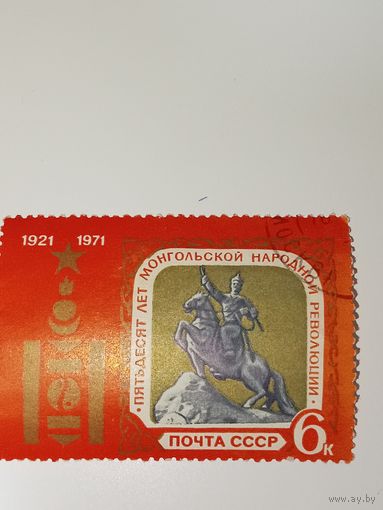 1921 1971
• ПЯТЬДЕСЯТ ЛЕТ МОНГОЛЬСКОЙ НАРОДНОЙ РЕВОЛЮЦИИ •
ПОЧТА СССР
6К
www.ay.by